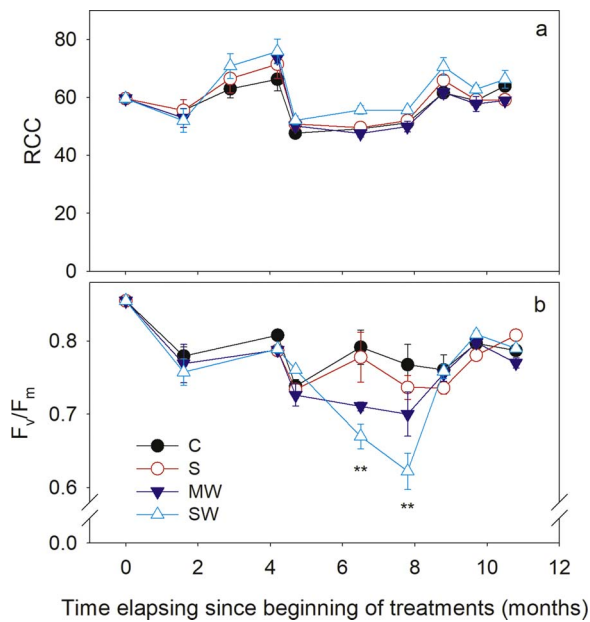 a
80
60
40
20
0
RCC
b
0.8
0.7
0.6
0.0
Fv/Fm
C
S
MW
SW
**
**
0 2 4 6 8 10 12
Time elapsing since beginning of treatments (months)